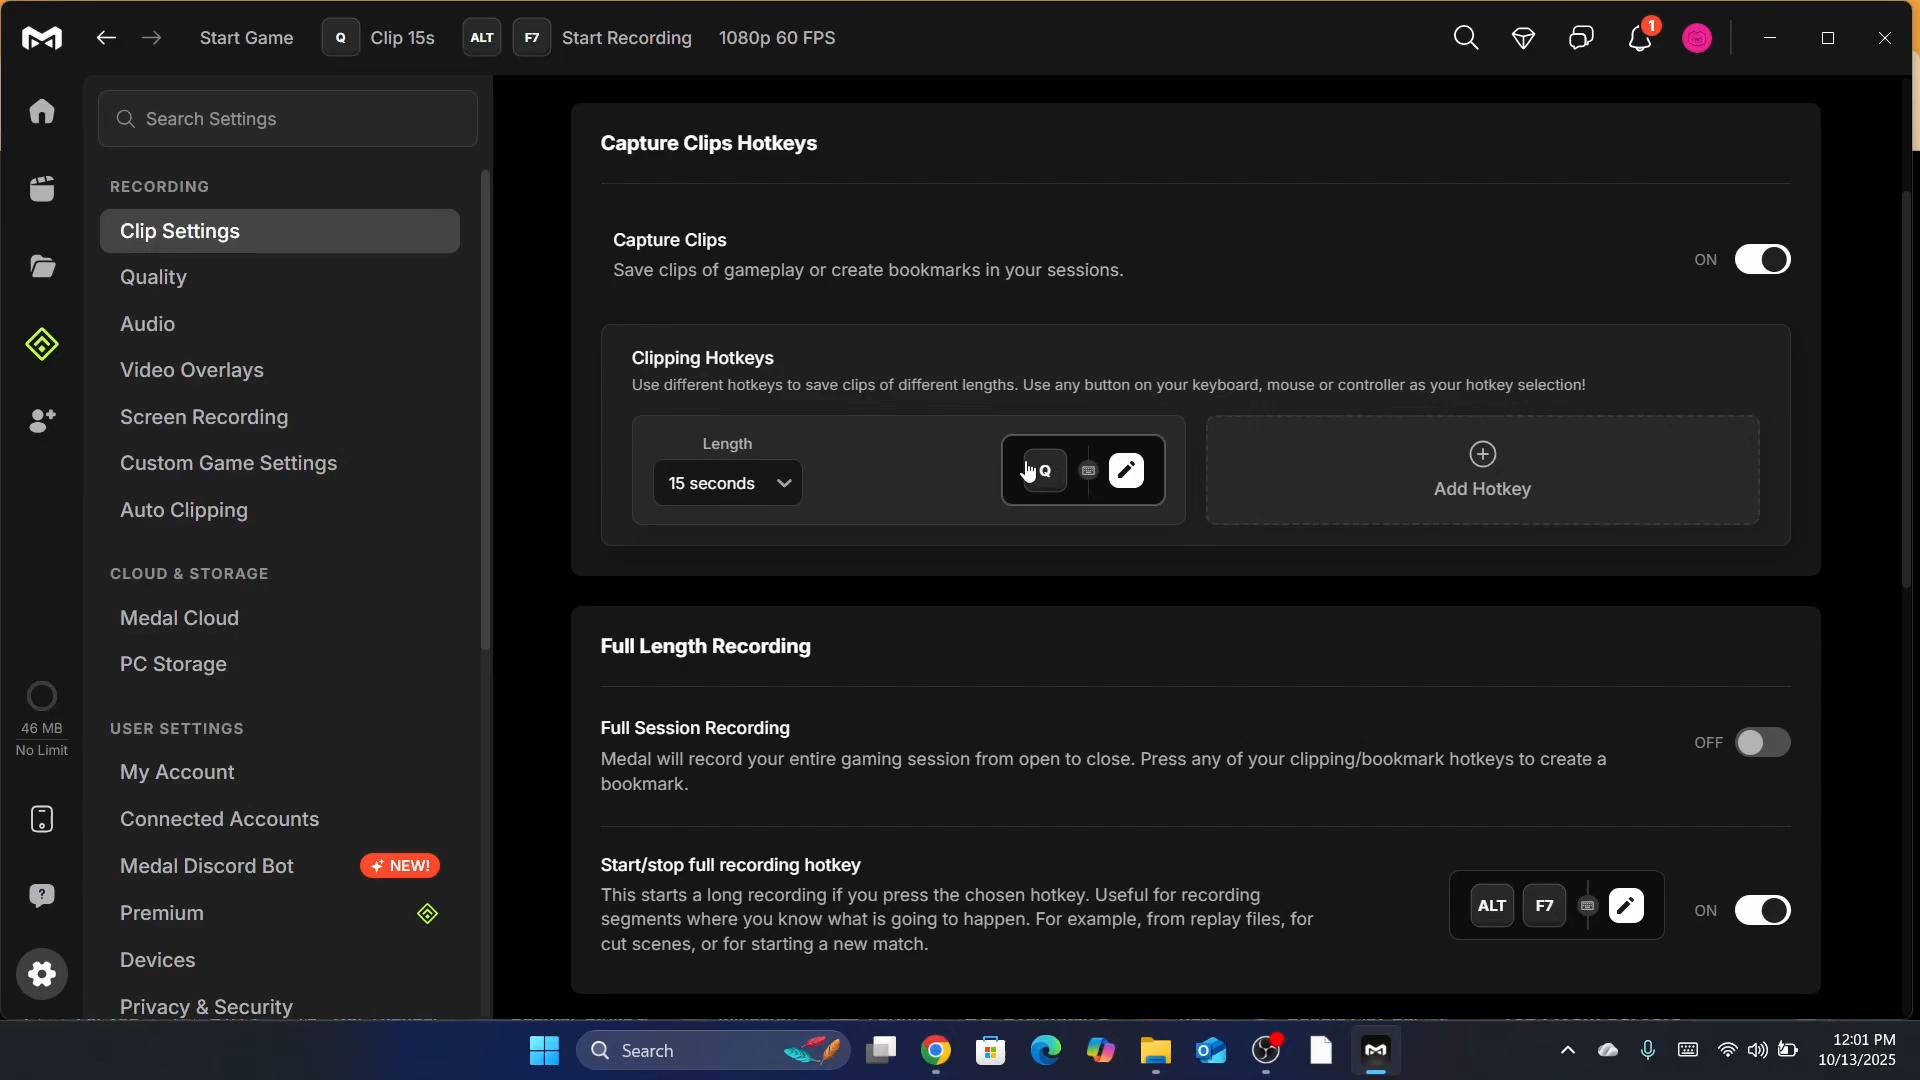 Start Game Q Clip 15s ALT F7 Start Recording 1080p 60 FPS
1
Search Settings
RECORDING
Clip Settings
Quality
Audio
Video Overlays
Screen Recording
Custom Game Settings
Auto Clipping
CLOUD & STORAGE
Medal Cloud
PC Storage
46 MB
No Limit
USER SETTINGS
My Account
Connected Accounts
Medal Discord Bot NEW!
Premium
Devices
Privacy & Security
Capture Clips Hotkeys
Capture Clips
Save clips of gameplay or create bookmarks in your sessions.
ON
Clipping Hotkeys
Use different hotkeys to save clips of different lengths. Use any button on your keyboard, mouse or controller as your hotkey selection!
Length
15 seconds
Q
Add Hotkey
Full Length Recording
Full Session Recording
Medal will record your entire gaming session from open to close. Press any of your clipping/bookmark hotkeys to create a
bookmark.
OFF
Start/stop full recording hotkey
This starts a long recording if you press the chosen hotkey. Useful for recording
segments where you know what is going to happen. For example, from replay files, for
cut scenes, or for starting a new match.
ALT F7
ON
Search
12:01 PM
10/13/2025